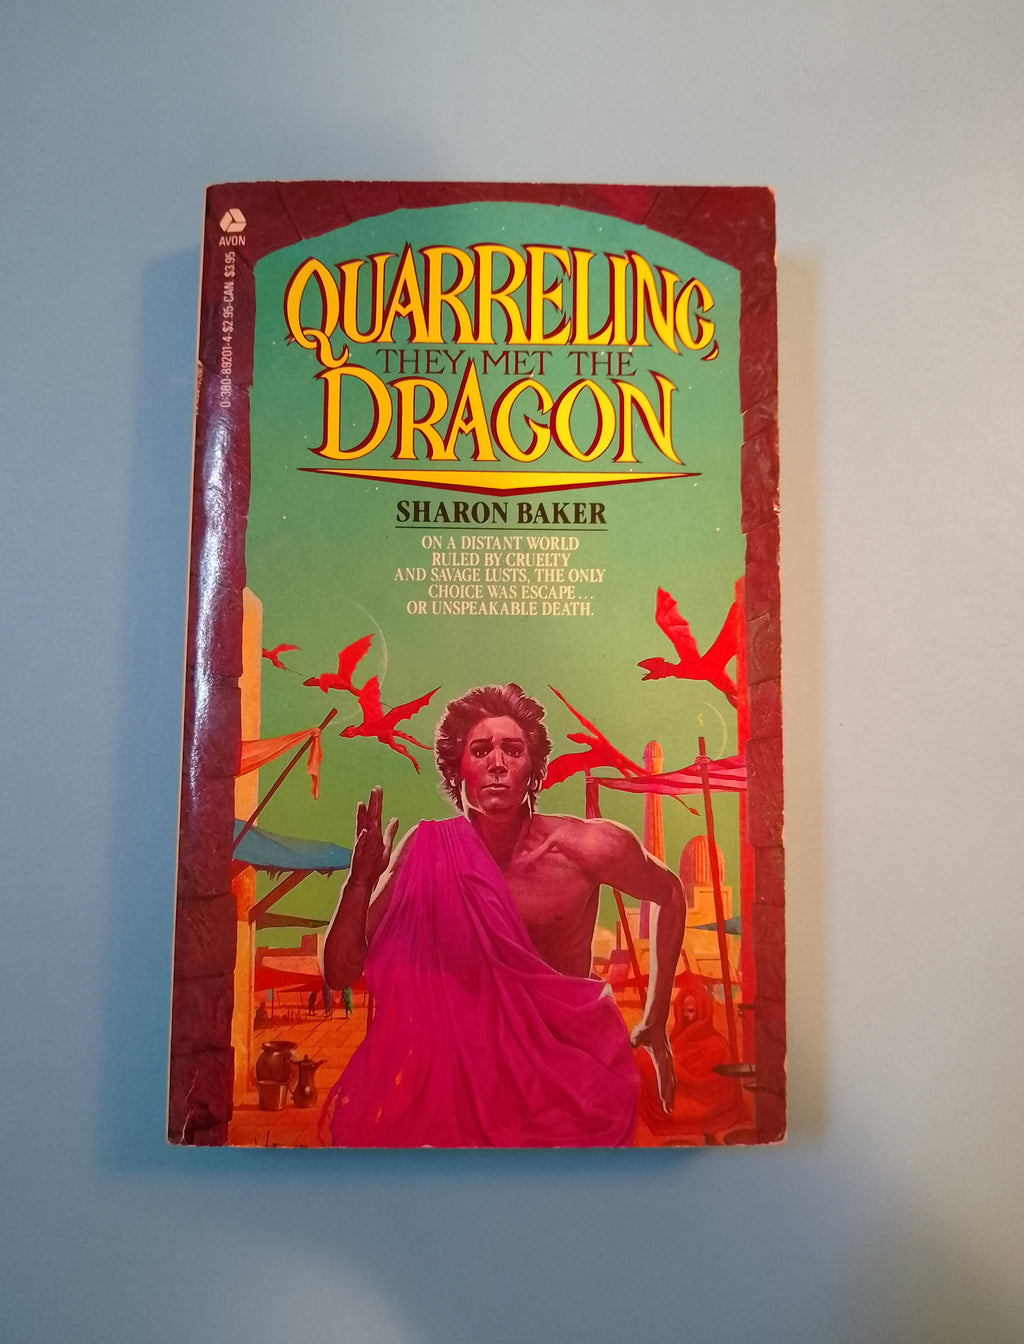 AVON
0-380-89201-4·$2.95·CAN. $3.95
QUARRELING,
THEY MET THE
DRAGON
SHARON BAKER
ON A DISTANT WORLD
RULED BY CRUELTY
AND SAVAGE LUSTS, THE ONLY
CHOICE WAS ESCAPE...
OR UNSPEAKABLE DEATH.